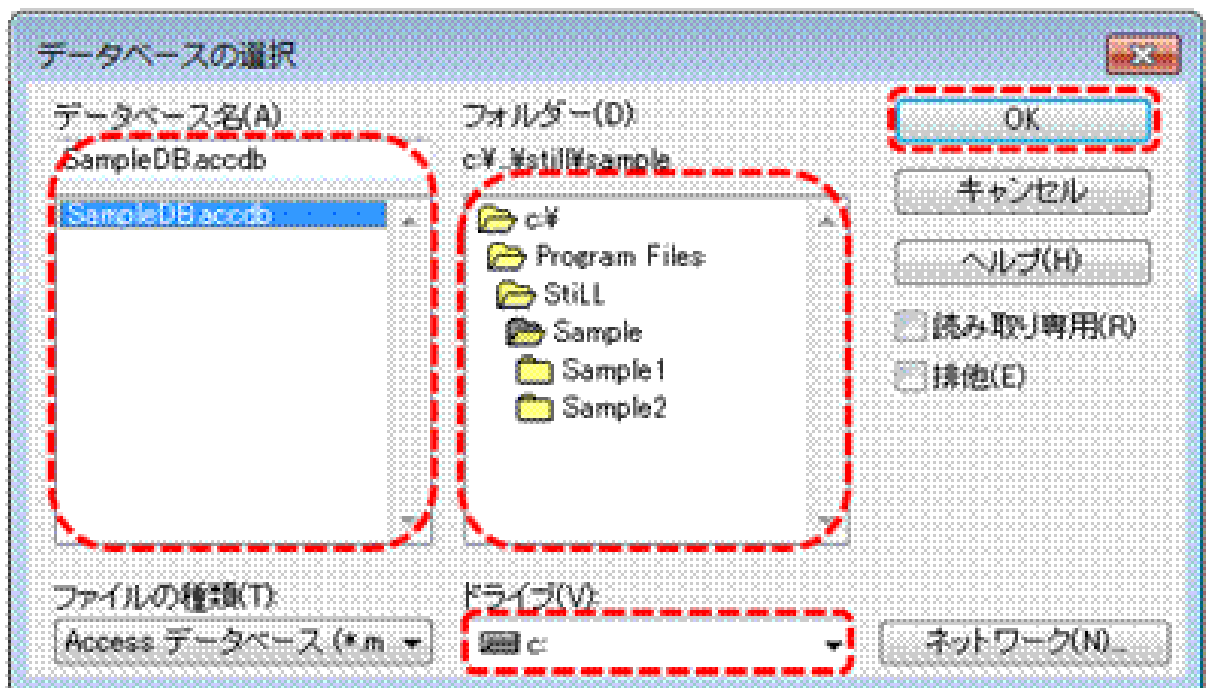 データベースの選択
データベース名(A)
SampleDB.accdb
SampleDB.accdb
ファイルの種類(T):
Access データベース (*.m
フォルダー(D):
c:¥..¥still¥sample
c:¥
Program Files
StiLL
Sample
Sample1
Sample2
ドライブ(V):
c:
OK
キャンセル
ヘルプ(H)
読み取り専用(R)
排他(E)
ネットワーク(N)...